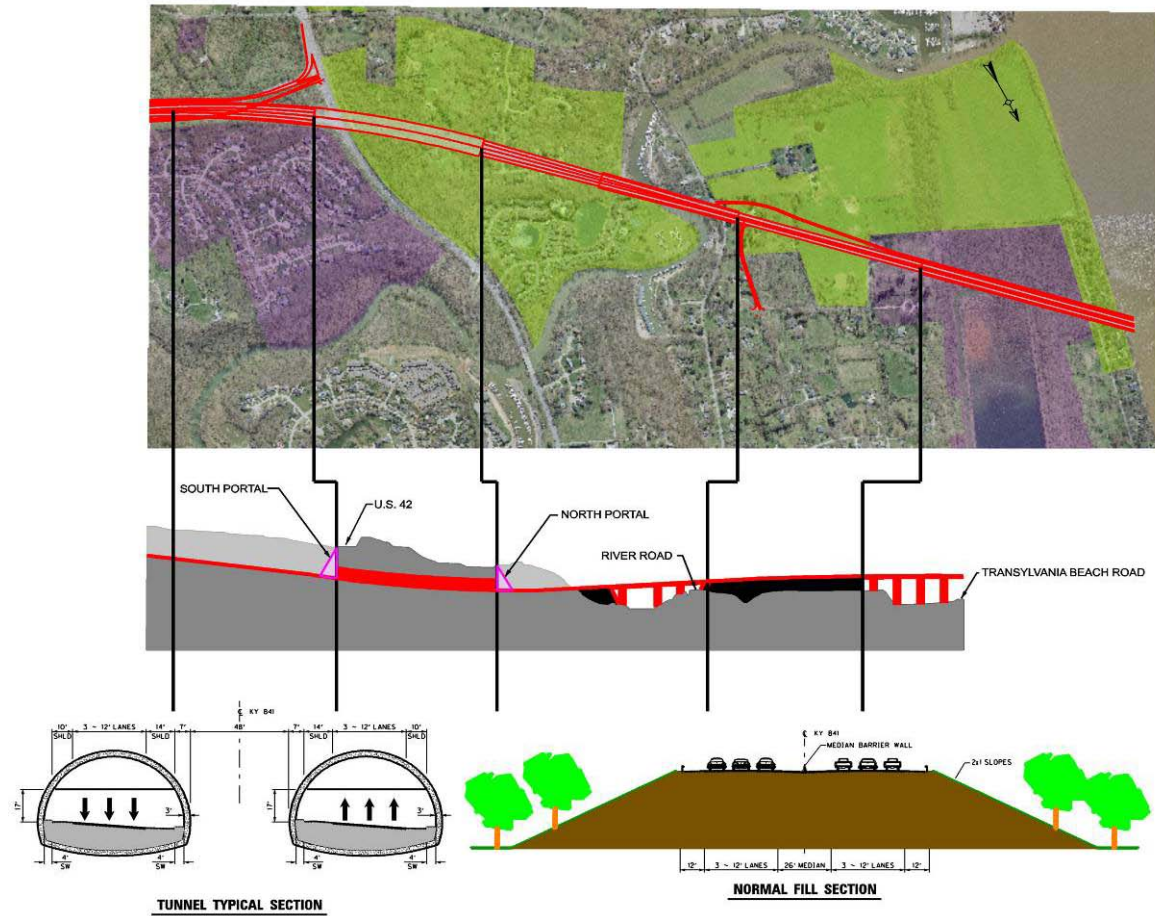 SOUTH PORTAL
U.S. 42
NORTH PORTAL
RIVER ROAD
TRANSYLVANIA BEACH ROAD
℄ KY 841
10' 3 ~ 12' LANES 14' 7' 48' 7' 14' 3 ~ 12' LANES 10'
SHLD SHLD SHLD SHLD
17' 3' 17' 3'
4' 4' 4' 4'
SW SW SW SW
TUNNEL TYPICAL SECTION
℄ KY 841
MEDIAN BARRIER WALL
2x1 SLOPES
12' 3 ~ 12' LANES 26' MEDIAN 3 ~ 12' LANES 12'
NORMAL FILL SECTION